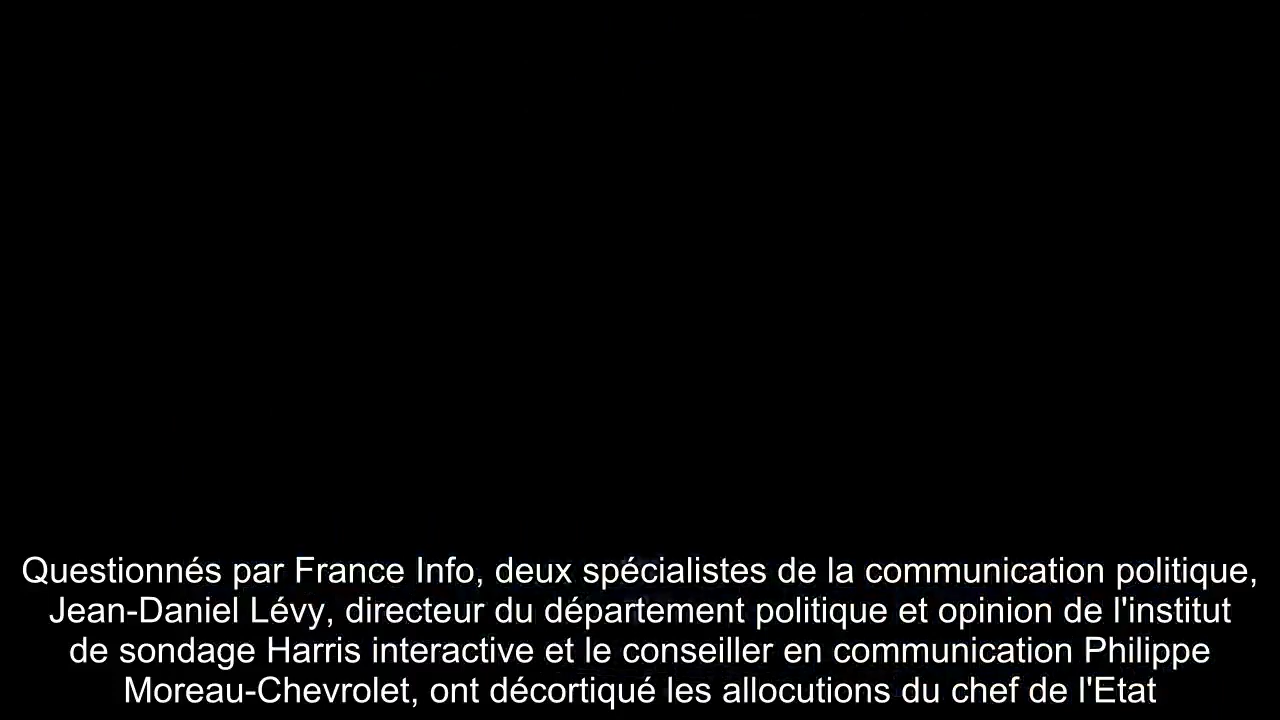 Questionnés par France Info, deux spécialistes de la communication politique,
Jean-Daniel Lévy, directeur du département politique et opinion de l'institut
de sondage Harris interactive et le conseiller en communication Philippe
Moreau-Chevrolet, ont décortiqué les allocutions du chef de l'Etat